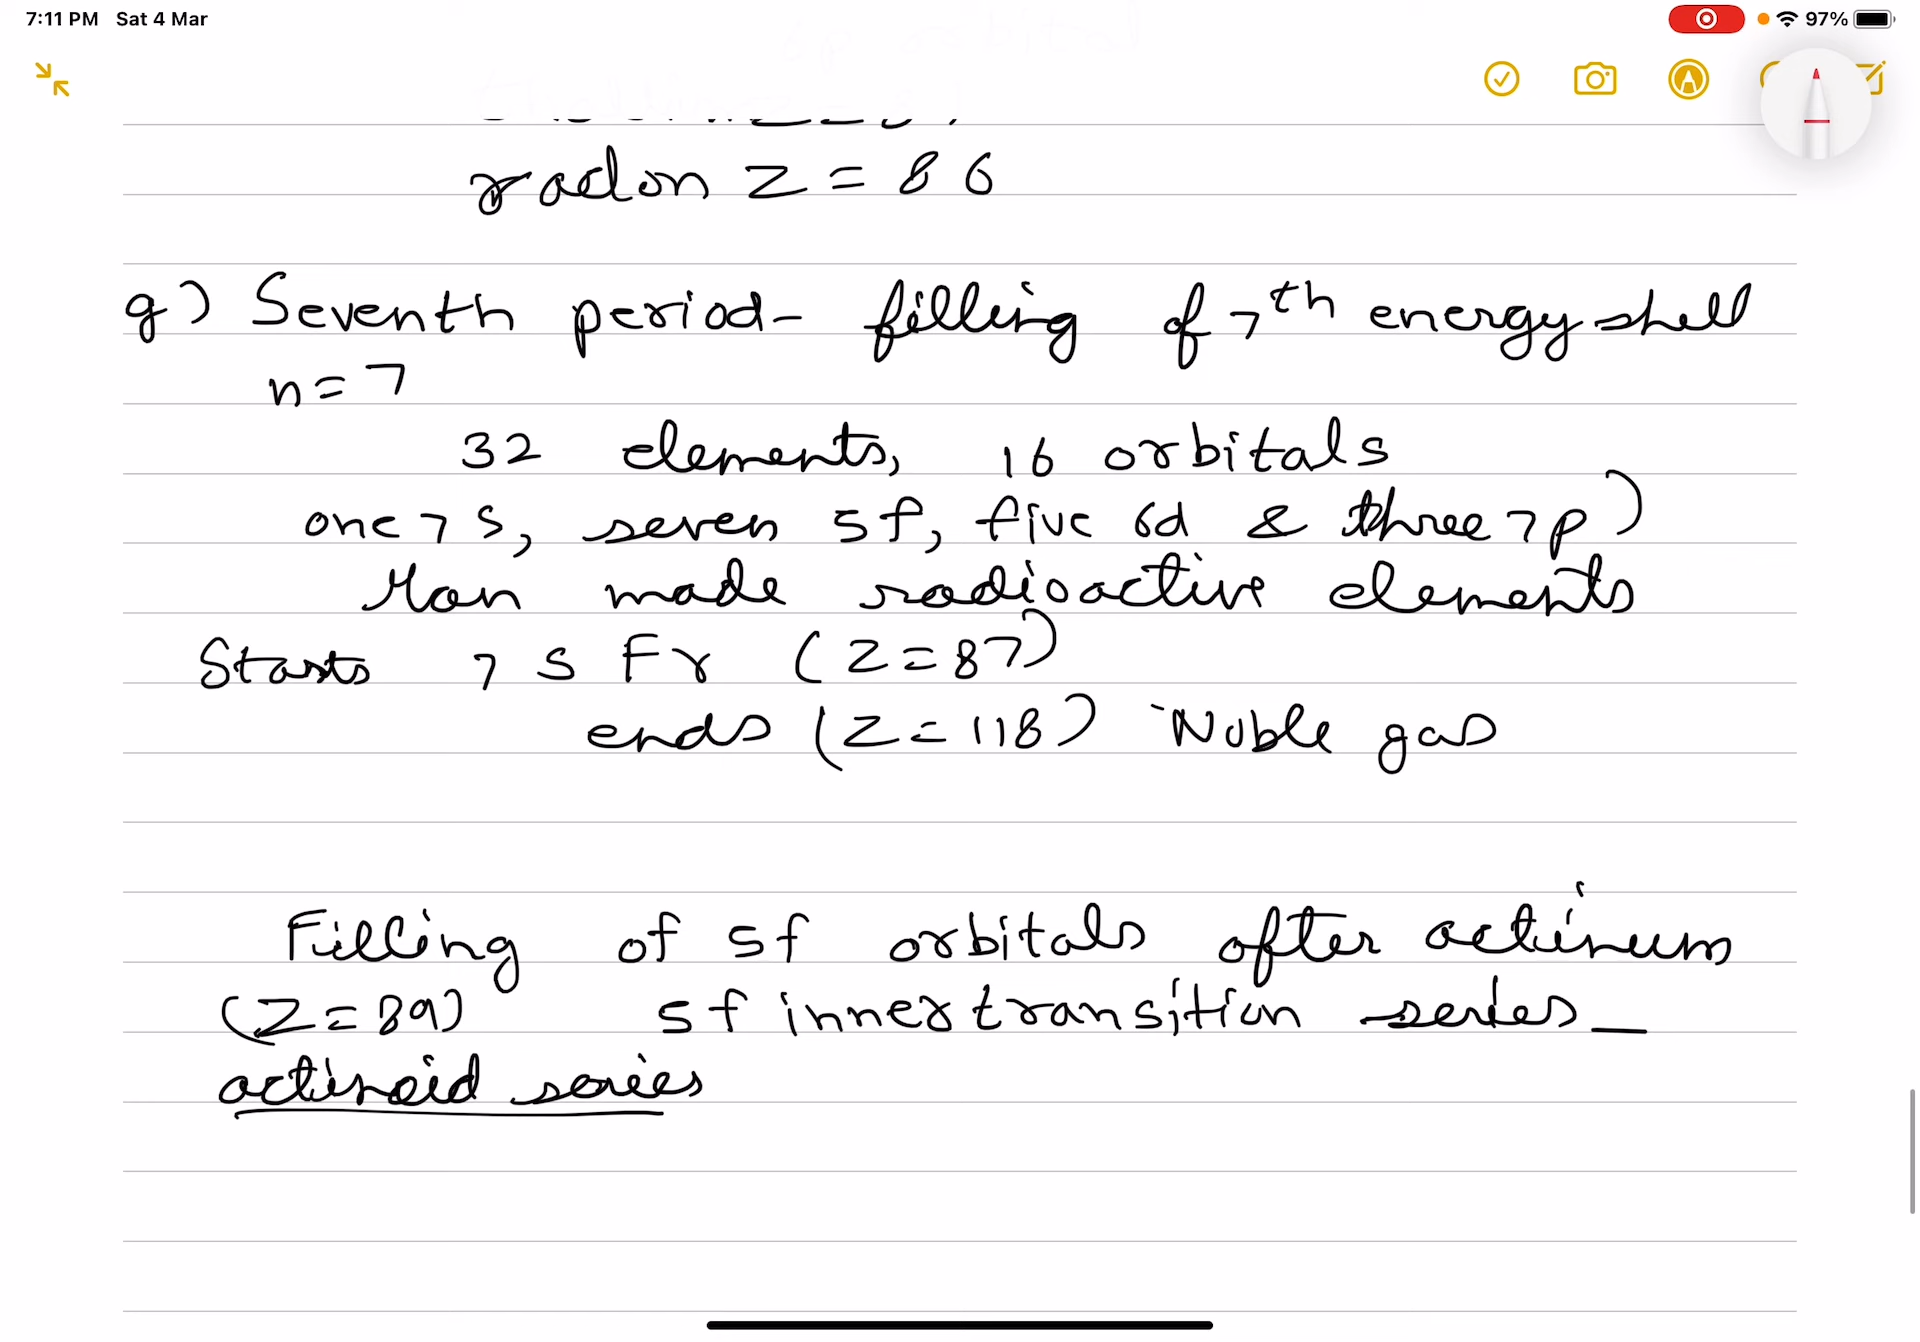 7:11 PM Sat 4 Mar
97%
radon Z = 86
g) Seventh period - filling of 7th energy shell
n = 7
32 elements, 16 orbitals
one 7s, seven 5f, five 6d & three 7p)
Man made radioactive elements
Starts 7s Fr (Z=87)
ends (Z=118) Noble gas
Filling of 5f orbitals after actinum
(Z=89) 5f inner transition series -
actinoid series